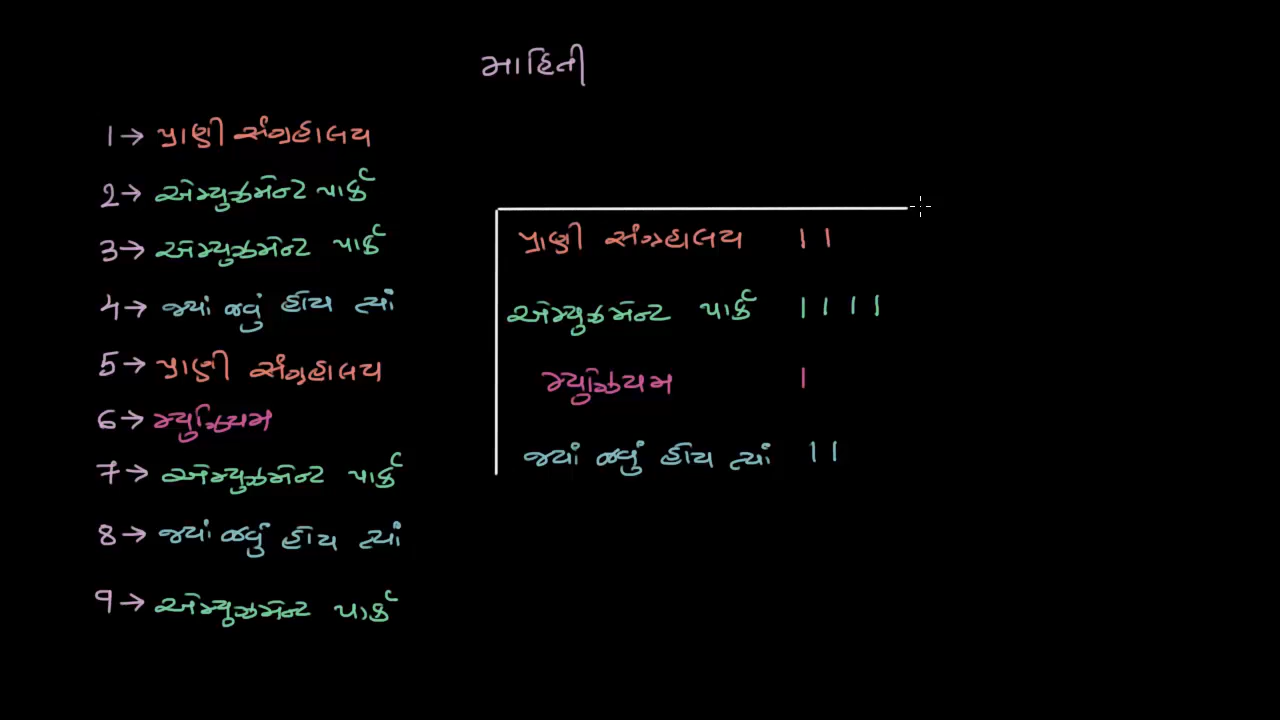 માહિતી
1→ પ્રાણી સંગ્રહાલય
2→ એમ્યુઝમેન્ટ પાર્ક
3→ એમ્યુઝમેન્ટ પાર્ક
4→ જ્યાં જવું હોય ત્યાં
5→ પ્રાણી સંગ્રહાલય
6→ મ્યુઝિયમ
7→ એમ્યુઝમેન્ટ પાર્ક
8→ જ્યાં જવું હોય ત્યાં
9→ એમ્યુઝમેન્ટ પાર્ક
પ્રાણી સંગ્રહાલય ||
એમ્યુઝમેન્ટ પાર્ક ||||
મ્યુઝિયમ |
જ્યાં જવું હોય ત્યાં ||